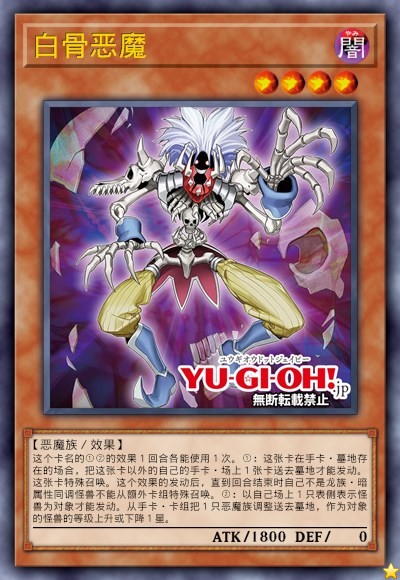 白骨恶魔
やみ
闇
ユウギオウドットジェイピー
YU-GI-OH!.jp
無断転載禁止
【恶魔族／效果】
这个卡名的①②的效果1回合各能使用1次。①：这张卡在手卡・墓地存
在的场合，把这张卡以外的自己的手卡・场上1张卡送去墓地才能发动。
这张卡特殊召唤。这个效果的发动后，直到回合结束时自己不是龙族・暗
属性同调怪兽不能从额外卡组特殊召唤。②：以自己场上1只表侧表示怪
兽为对象才能发动。从手卡・卡组把1只恶魔族调整送去墓地，作为对象
的怪兽的等级上升或下降1星。
ATK/1800 DEF/ 0